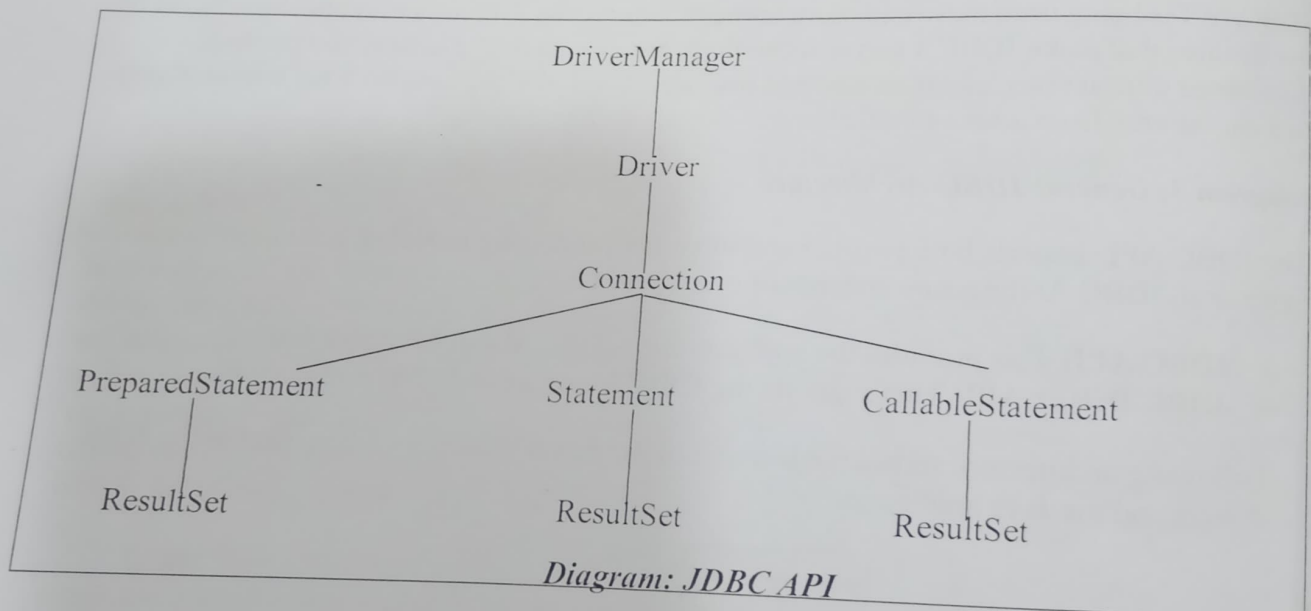 DriverManager
Driver
Connection
PreparedStatement Statement CallableStatement
ResultSet ResultSet ResultSet
Diagram: JDBC API